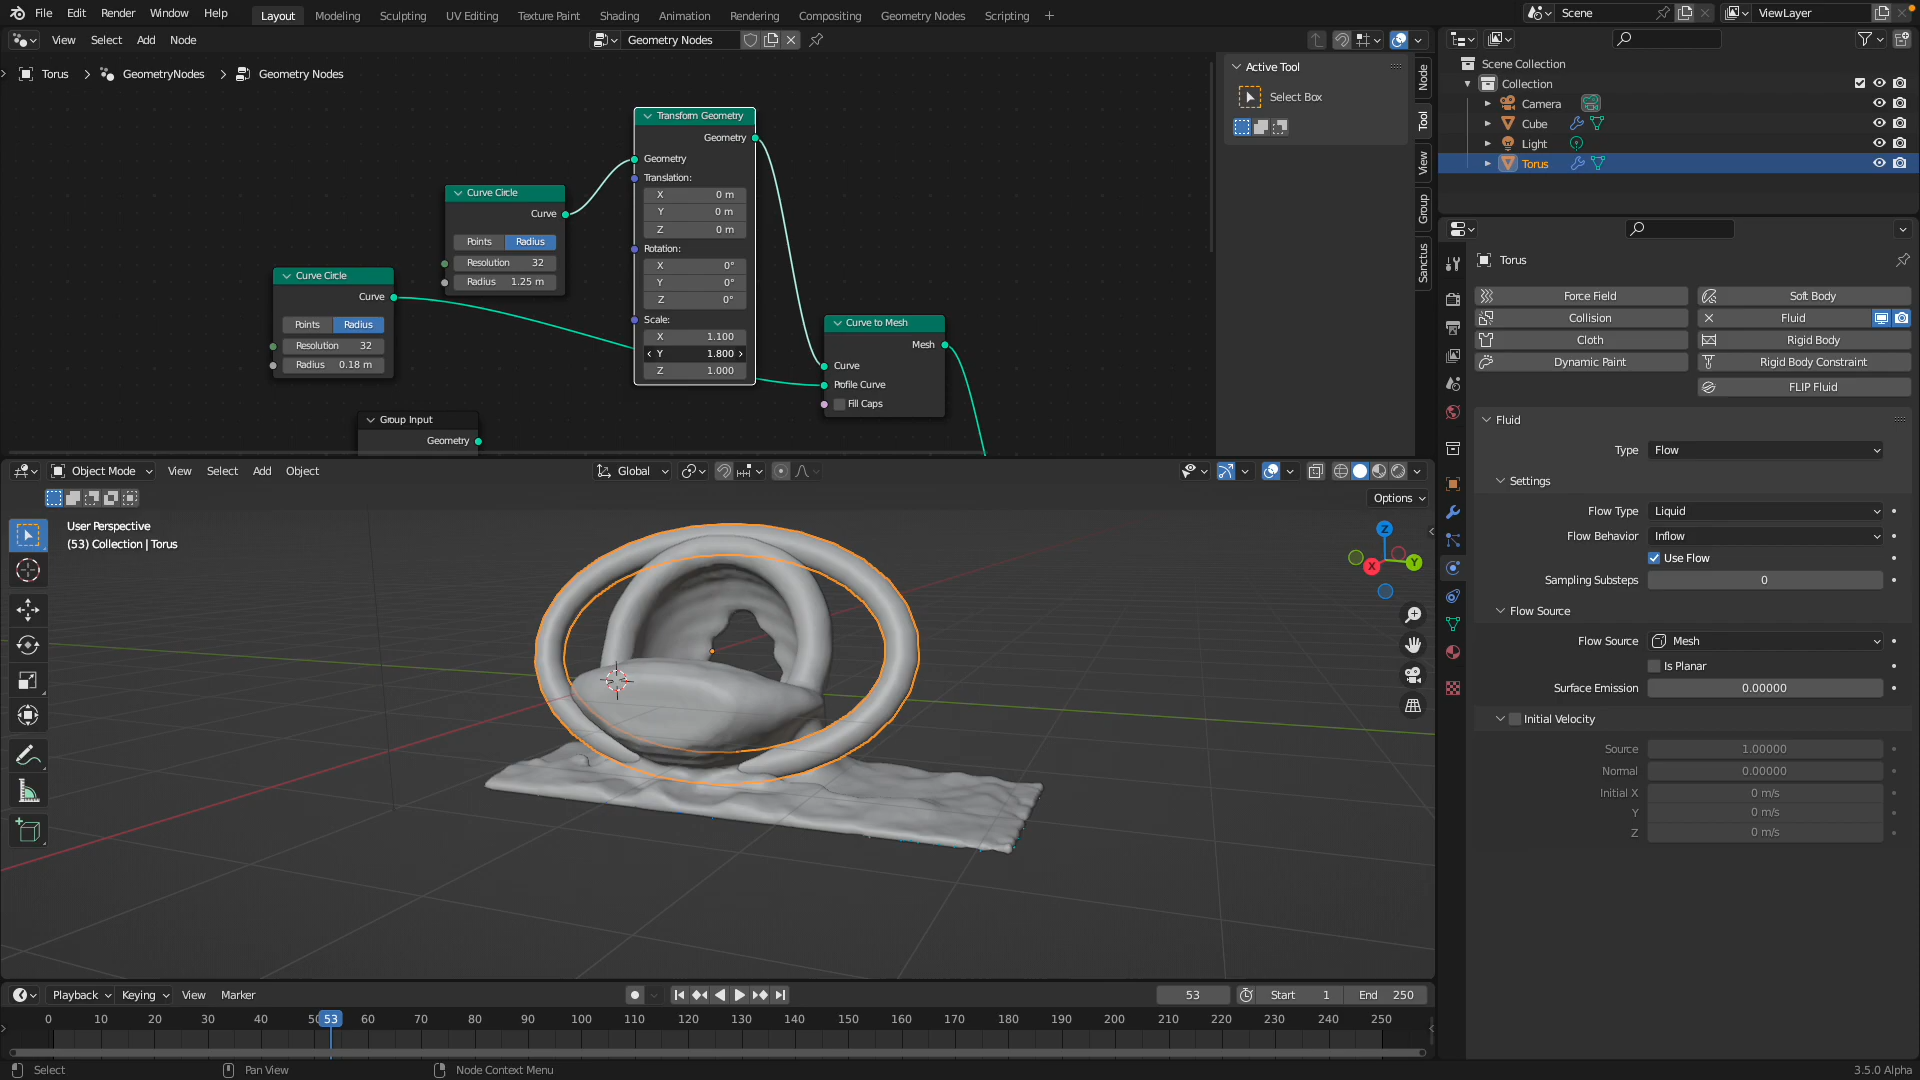 File Edit Render Window Help Layout Modeling Sculpting UV Editing Texture Paint Shading Animation Rendering Compositing Geometry Nodes Scripting + Scene ViewLayer
View Select Add Node Geometry Nodes
Torus > GeometryNodes > Geometry Nodes
Active Tool
Select Box
Node
Tool
View
Group
Sanctus
Transform Geometry
Geometry
Geometry
Translation:
X 0 m
Y 0 m
Z 0 m
Rotation:
X 0°
Y 0°
Z 0°
Scale:
X 1.100
Y 1.800
Z 1.000
Curve Circle
Curve
Points Radius
Resolution 32
Radius 1.25 m
Curve Circle
Curve
Points Radius
Resolution 32
Radius 0.18 m
Curve to Mesh
Mesh
Curve
Profile Curve
Fill Caps
Group Input
Geometry
Object Mode View Select Add Object Global
Options
User Perspective
(53) Collection | Torus
Z
X
Y
Playback Keying View Marker 53 Start 1 End 250
0 10 20 30 40 50 53 60 70 80 90 100 110 120 130 140 150 160 170 180 190 200 210 220 230 240 250
Select Pan View Node Context Menu 3.5.0 Alpha
Scene Collection
Collection
Camera
Cube
Light
Torus
Torus
Force Field Soft Body
Collision Fluid
Cloth Rigid Body
Dynamic Paint Rigid Body Constraint
FLIP Fluid
Fluid
Type Flow
Settings
Flow Type Liquid
Flow Behavior Inflow
Use Flow
Sampling Substeps 0
Flow Source
Flow Source Mesh
Is Planar
Surface Emission 0.00000
Initial Velocity
Source 1.00000
Normal 0.00000
Initial X 0 m/s
Y 0 m/s
Z 0 m/s